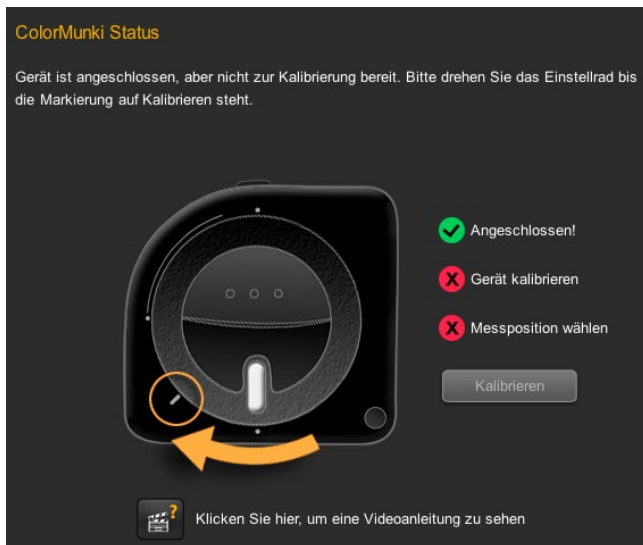 ColorMunki Status
Gerät ist angeschlossen, aber nicht zur Kalibrierung bereit. Bitte drehen Sie das Einstellrad bis
die Markierung auf Kalibrieren steht.
Angeschlossen!
Gerät kalibrieren
Messposition wählen
Kalibrieren
Klicken Sie hier, um eine Videoanleitung zu sehen